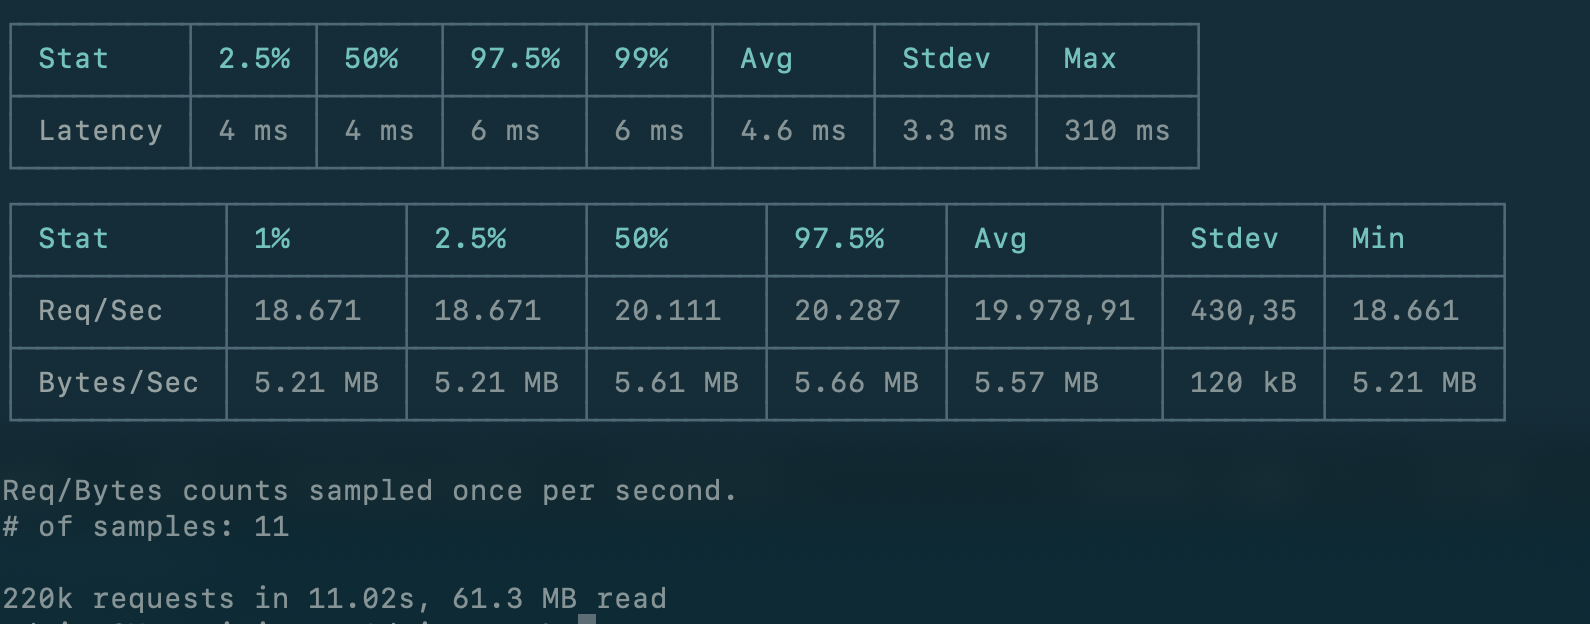 Stat 2.5% 50% 97.5% 99% Avg Stdev Max
Latency 4 ms 4 ms 6 ms 6 ms 4.6 ms 3.3 ms 310 ms
Stat 1% 2.5% 50% 97.5% Avg Stdev Min
Req/Sec 18.671 18.671 20.111 20.287 19.978,91 430,35 18.661
Bytes/Sec 5.21 MB 5.21 MB 5.61 MB 5.66 MB 5.57 MB 120 kB 5.21 MB
Req/Bytes counts sampled once per second.
# of samples: 11
220k requests in 11.02s, 61.3 MB read